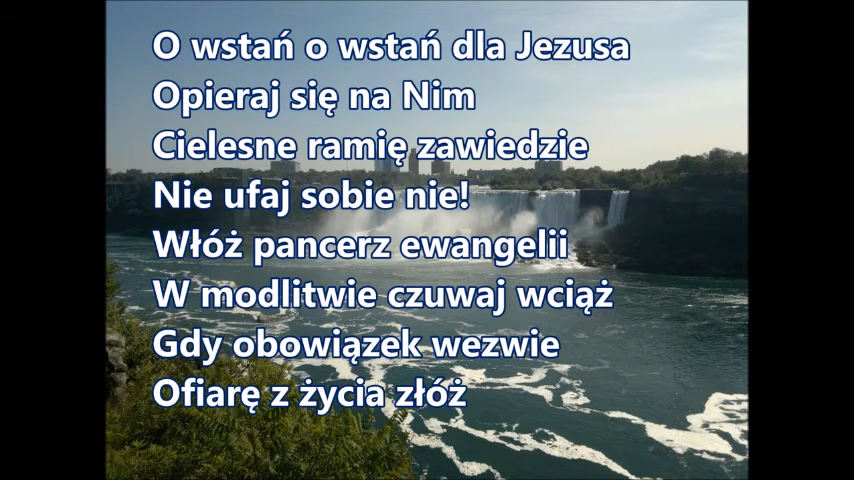 O wstań o wstań dla Jezusa
Opieraj się na Nim
Cielesne ramię zawiedzie
Nie ufaj sobie nie!
Włóż pancerz ewangelii
W modlitwie czuwaj wciąż
Gdy obowiązek wezwie
Ofiarę z życia złóż